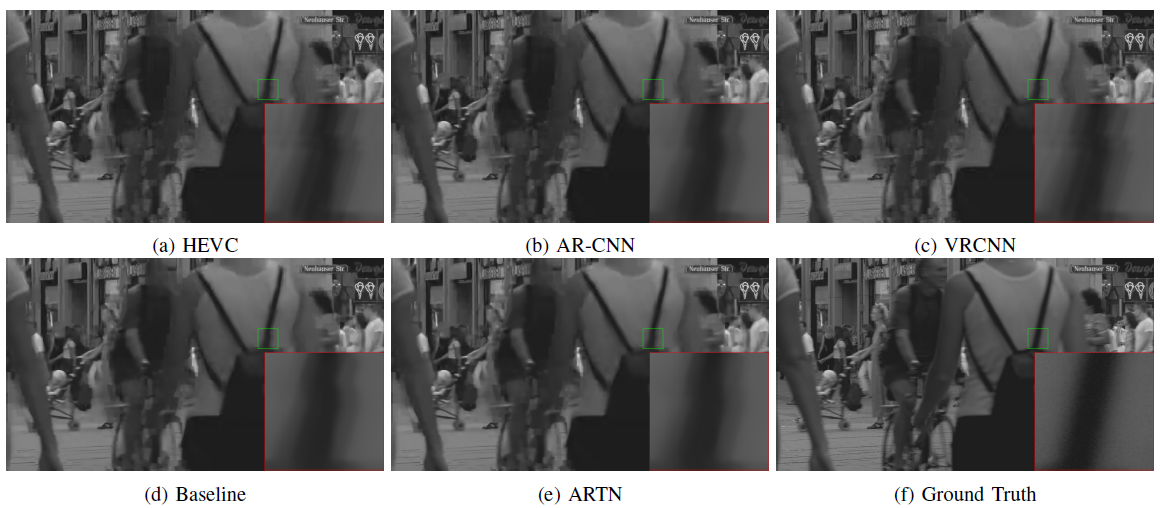 Neuhauser Str.
Neuhauser Str.
Neuhauser Str.
(a) HEVC
(b) AR-CNN
(c) VRCNN
Neuhauser Str.
Neuhauser Str.
Neuhauser Str.
(d) Baseline
(e) ARTN
(f) Ground Truth